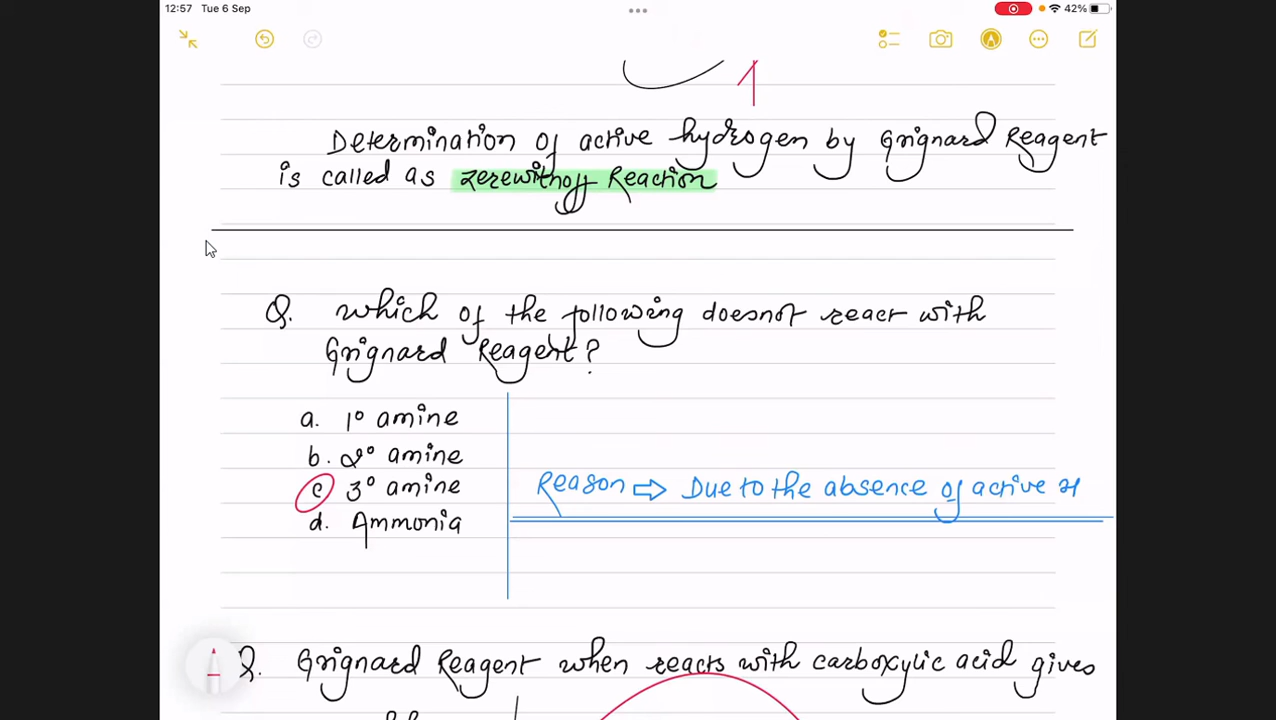 12:57 Tue 6 Sep
42%
Determination of active hydrogen by Grignard Reagent
is called as zerewitnoff Reaction
Q. which of the following doesnot react with
Grignard Reagent?
a. 1° amine
b. 2° amine
c 3° amine
d. Ammonia
Reason ⇨ Due to the absence of active H
Q. Grignard Reagent when reacts with carboxylic acid gives